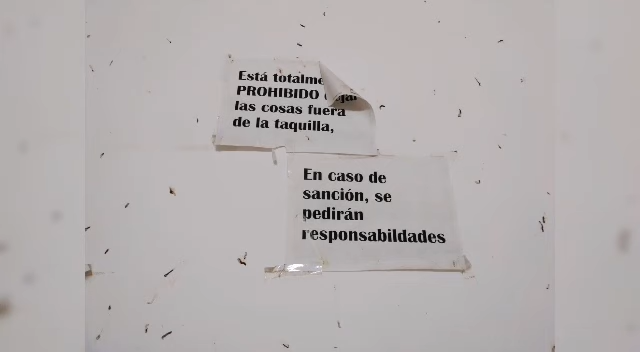 Está totalme
PROHIBIDO
las cosas fuera
de la taquilla,
En caso de
sanción, se
pedirán
responsabildades